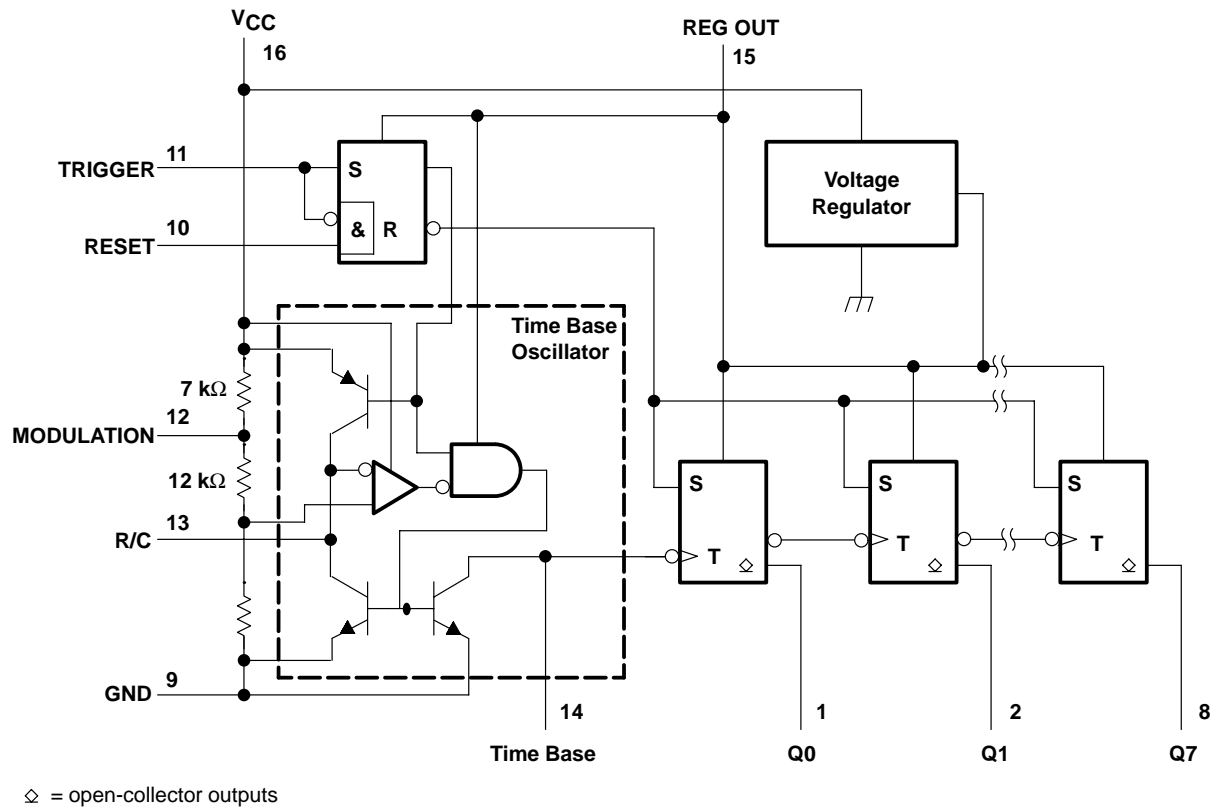 VCC
16
REG OUT
15
TRIGGER
11
S
&
R
RESET
10
Voltage
Regulator
Time Base
Oscillator
7 kΩ
12
MODULATION
12 kΩ
13
R/C
S
T
S
T
S
T
GND
9
14
Time Base
1
Q0
2
Q1
8
Q7
= open-collector outputs